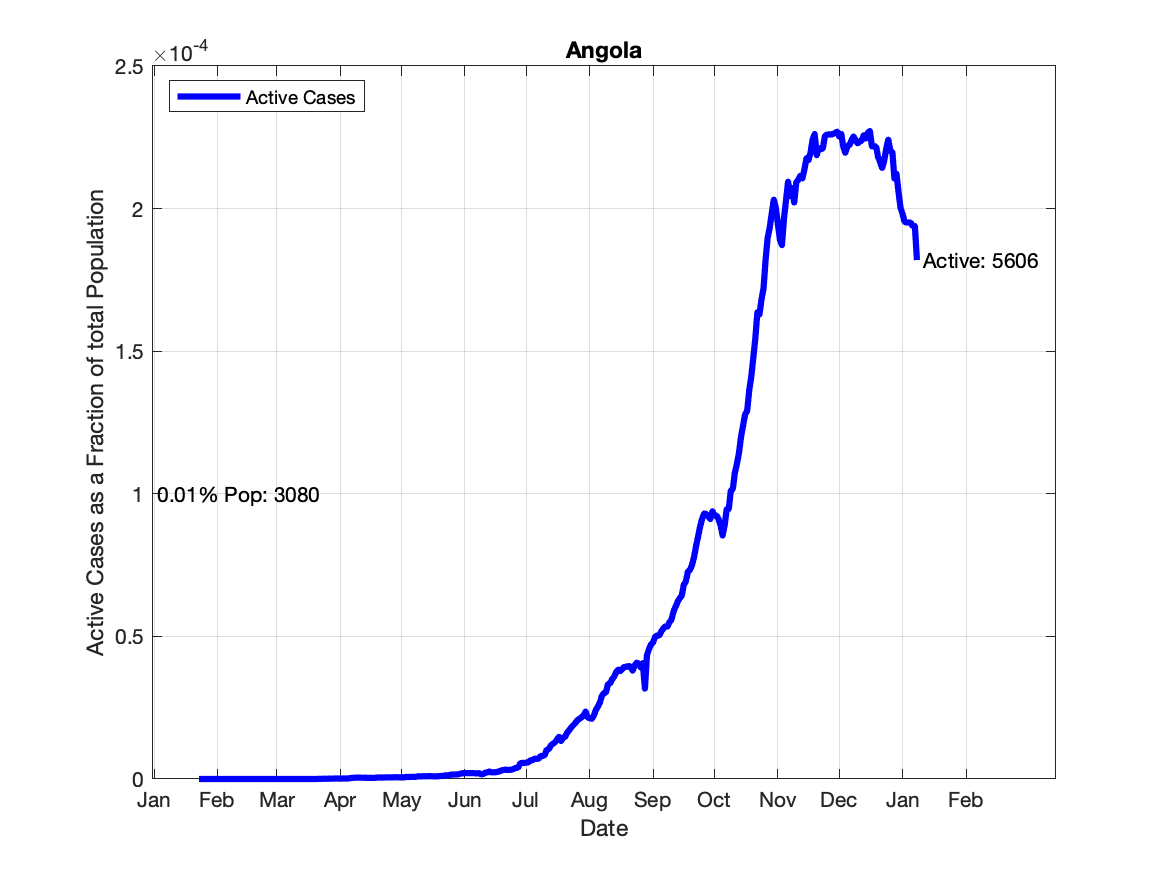 Angola
×10-4
Active Cases
Active Cases as a Fraction of total Population
2.5
2
1.5
1
0.5
0
0.01% Pop: 3080
Active: 5606
Jan Feb Mar Apr May Jun Jul Aug Sep Oct Nov Dec Jan Feb
Date